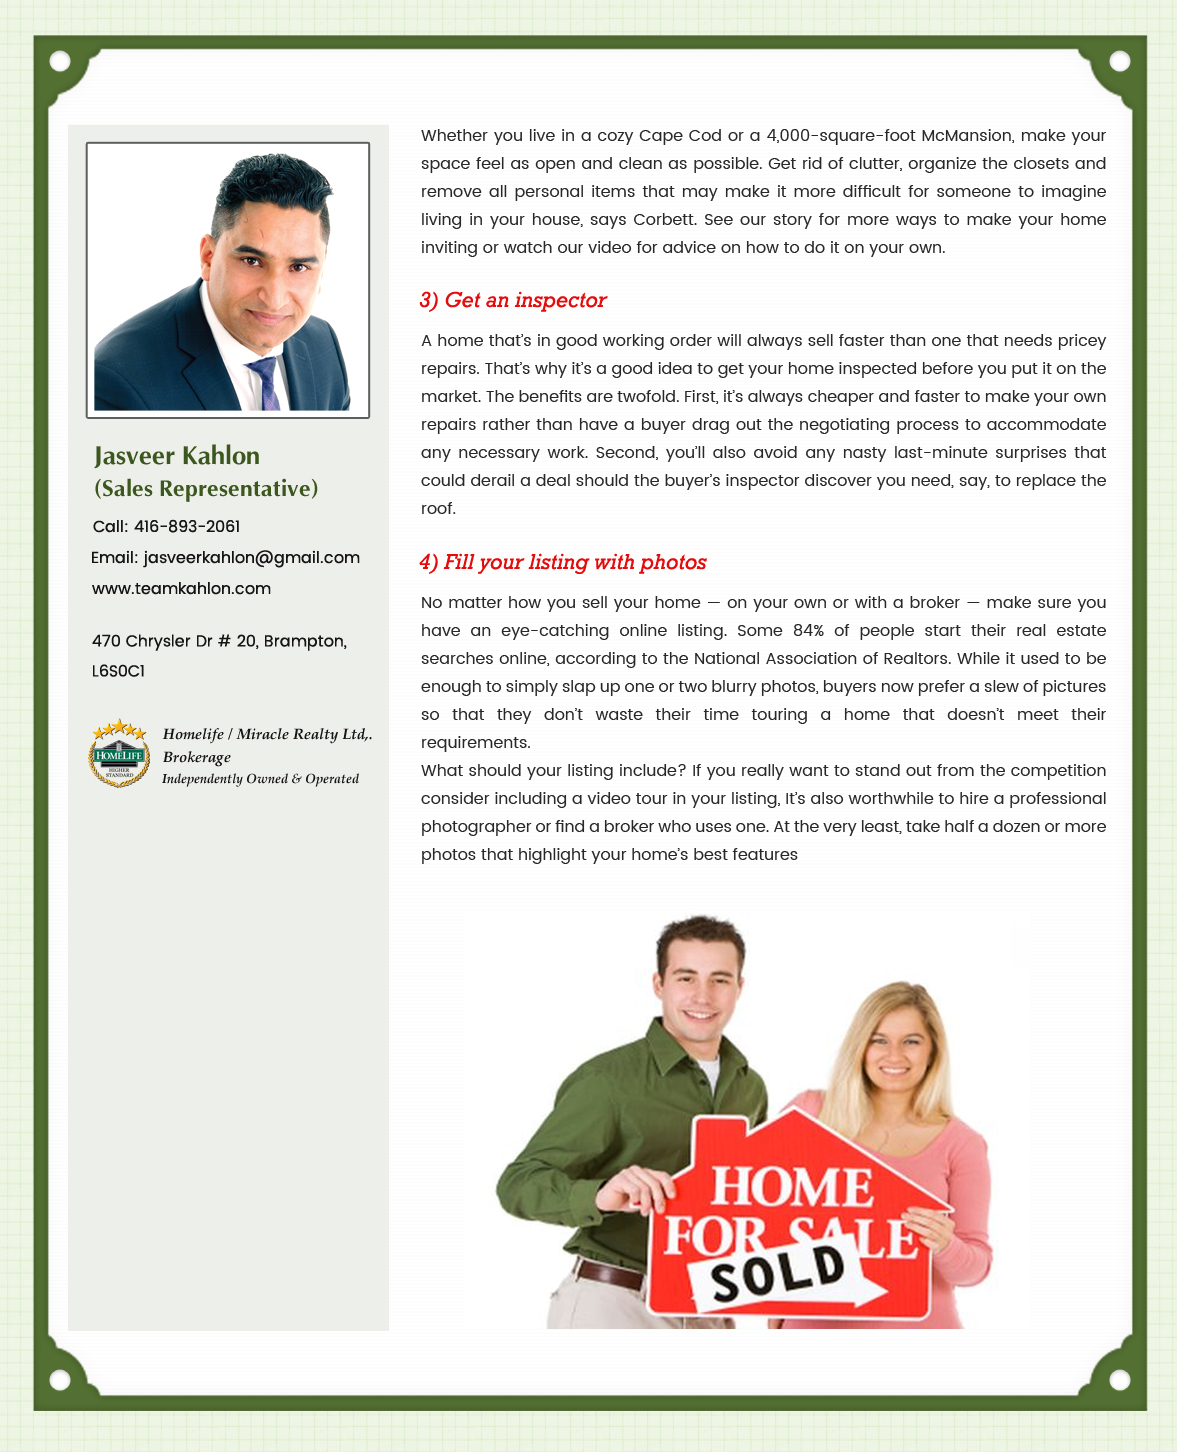 Jasveer Kahlon
(Sales Representative)
Call: 416-893-2061
Email: jasveerkahlon@gmail.com
www.teamkahlon.com
470 Chrysler Dr # 20, Brampton,
L6S0C1
HOMELIFE
HIGHER
STANDARD
Homelife / Miracle Realty Ltd,.
Brokerage
Independently Owned & Operated
Whether you live in a cozy Cape Cod or a 4,000-square-foot McMansion, make your
space feel as open and clean as possible. Get rid of clutter, organize the closets and
remove all personal items that may make it more difficult for someone to imagine
living in your house, says Corbett. See our story for more ways to make your home
inviting or watch our video for advice on how to do it on your own.
3) Get an inspector
A home that’s in good working order will always sell faster than one that needs pricey
repairs. That’s why it’s a good idea to get your home inspected before you put it on the
market. The benefits are twofold. First, it’s always cheaper and faster to make your own
repairs rather than have a buyer drag out the negotiating process to accommodate
any necessary work. Second, you’ll also avoid any nasty last-minute surprises that
could derail a deal should the buyer’s inspector discover you need, say, to replace the
roof.
4) Fill your listing with photos
No matter how you sell your home — on your own or with a broker — make sure you
have an eye-catching online listing. Some 84% of people start their real estate
searches online, according to the National Association of Realtors. While it used to be
enough to simply slap up one or two blurry photos, buyers now prefer a slew of pictures
so that they don’t waste their time touring a home that doesn’t meet their
requirements.
What should your listing include? If you really want to stand out from the competition
consider including a video tour in your listing, It’s also worthwhile to hire a professional
photographer or find a broker who uses one. At the very least, take half a dozen or more
photos that highlight your home’s best features
HOME
FOR SALE
SOLD